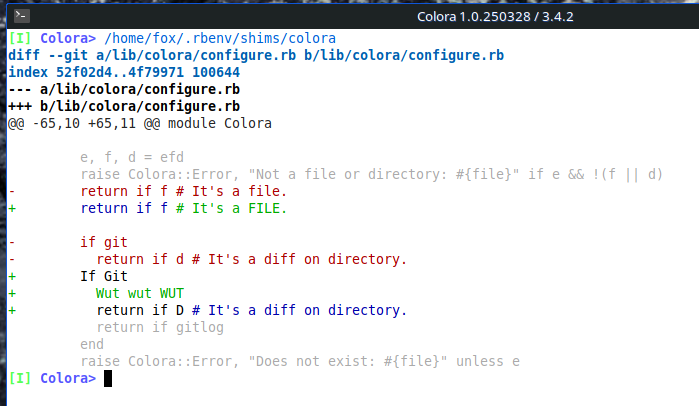 Colora 1.0.250328 / 3.4.2
[I] Colora> /home/fox/.rbenv/shims/colora
diff --git a/lib/colora/configure.rb b/lib/colora/configure.rb
index 52f02d4..4f79971 100644
--- a/lib/colora/configure.rb
+++ b/lib/colora/configure.rb
@@ -65,10 +65,11 @@ module Colora
         e, f, d = efd
         raise Colora::Error, "Not a file or directory: #{file}" if e && !(f || d)
-        return if f # It's a file.
+        return if f # It's a FILE.
-        if git
-          return if d # It's a diff on directory.
+        If Git
+          Wut wut WUT
+          return if D # It's a diff on directory.
           return if gitlog
         end
         raise Colora::Error, "Does not exist: #{file}" unless e
[I] Colora>